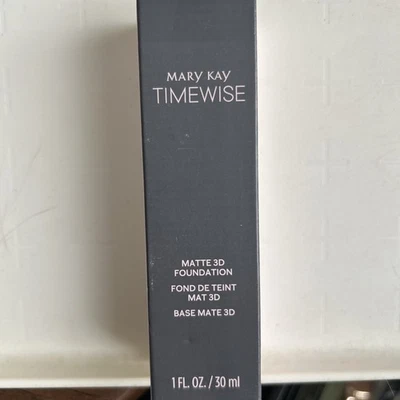 MARY KAY
TIMEWISE
MATTE 3D
FOUNDATION
FOND DE TEINT
MAT 3D
BASE MATE 3D
1 FL. OZ. / 30 ml